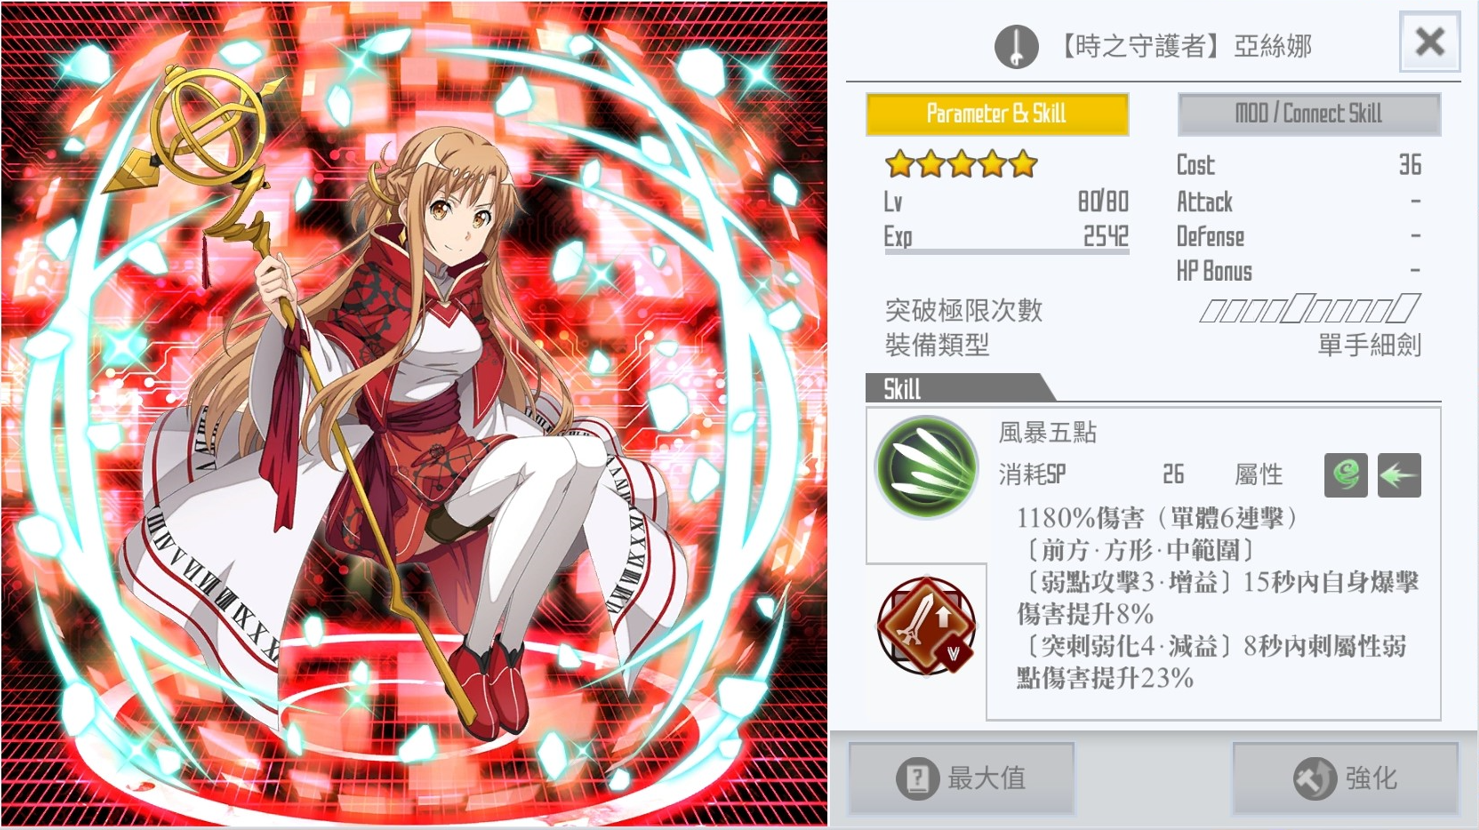 【時之守護者】亞絲娜
Parameter & Skill
MOD / Connect Skill
Lv 80/80
Exp 2542
Cost 36
Attack -
Defense -
HP Bonus -
突破極限次數
裝備類型 單手細劍
Skill
風暴五點
消耗SP 26 屬性
1180%傷害（單體6連擊）
〔前方·方形·中範圍〕
〔弱點攻擊3·增益〕15秒內自身爆擊
傷害提升8%
〔突刺弱化4·減益〕8秒內刺屬性弱
點傷害提升23%
V
? 最大值
強化